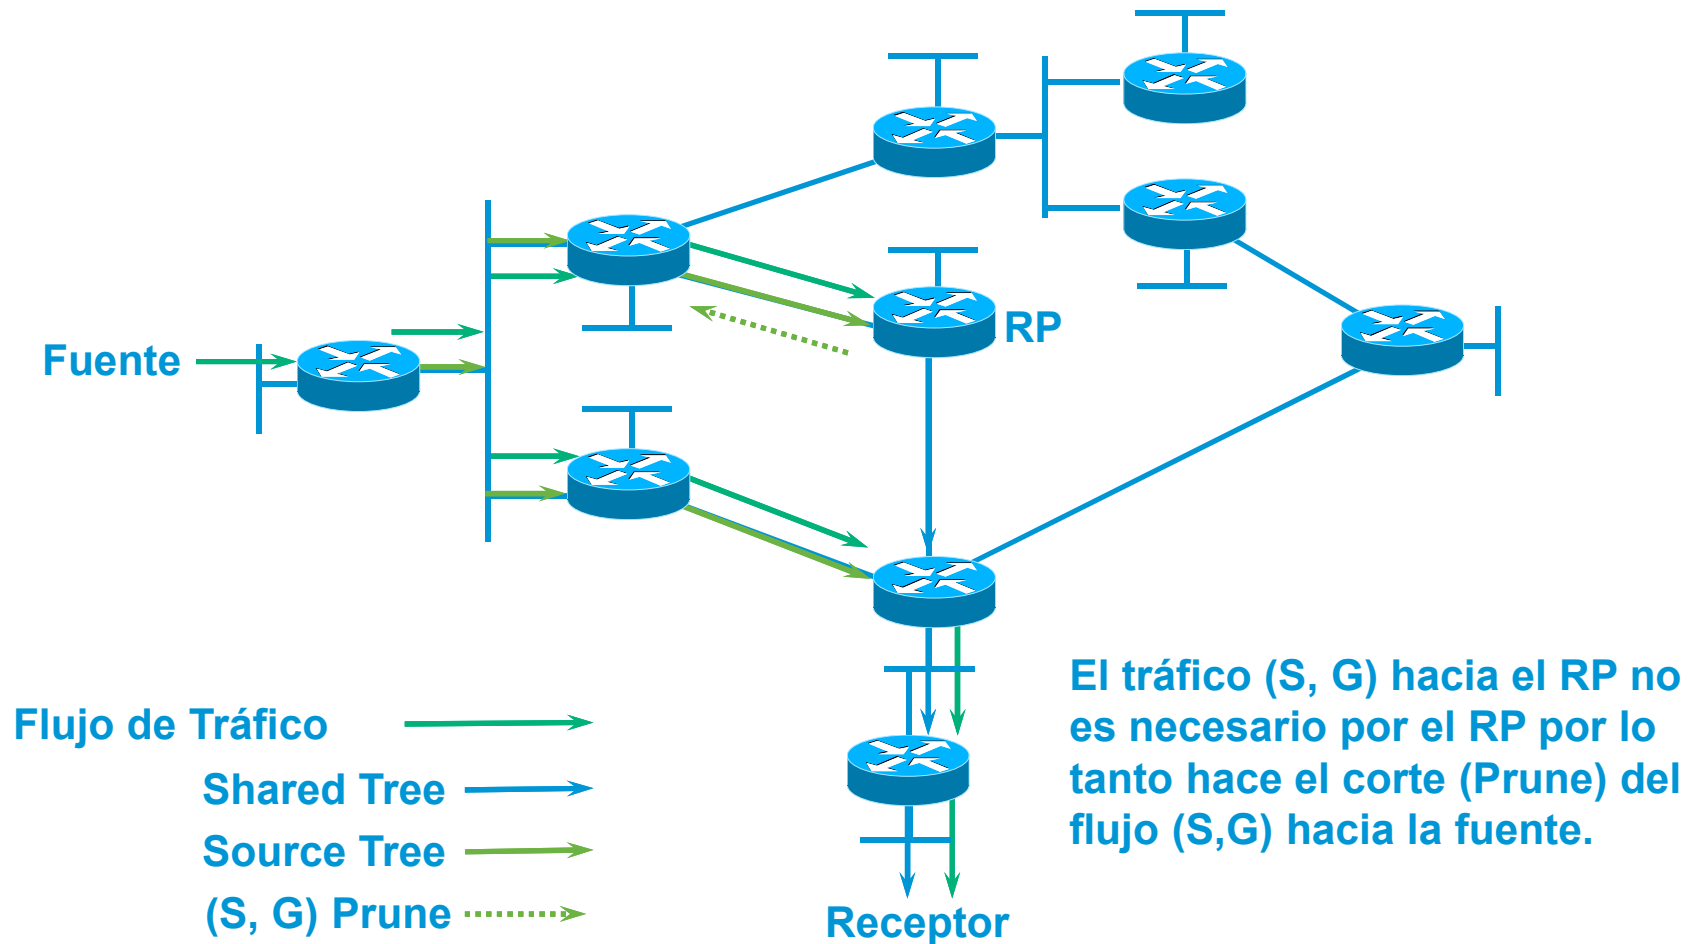 RP
Fuente
El tráfico (S, G) hacia el RP no
es necesario por el RP por lo
tanto hace el corte (Prune) del
flujo (S,G) hacia la fuente.
Flujo de Tráfico
Shared Tree
Source Tree
(S, G) Prune
Receptor